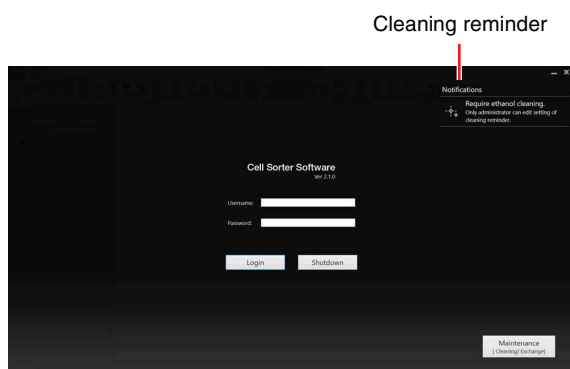 Cleaning reminder
Notifications
Require ethanol cleaning.
Only administrator can edit setting of
cleaning reminder.
Cell Sorter Software
Ver 2.1.0
Username:
Password:
Login
Shutdown
Maintenance
[ Cleaning/ Exchange]